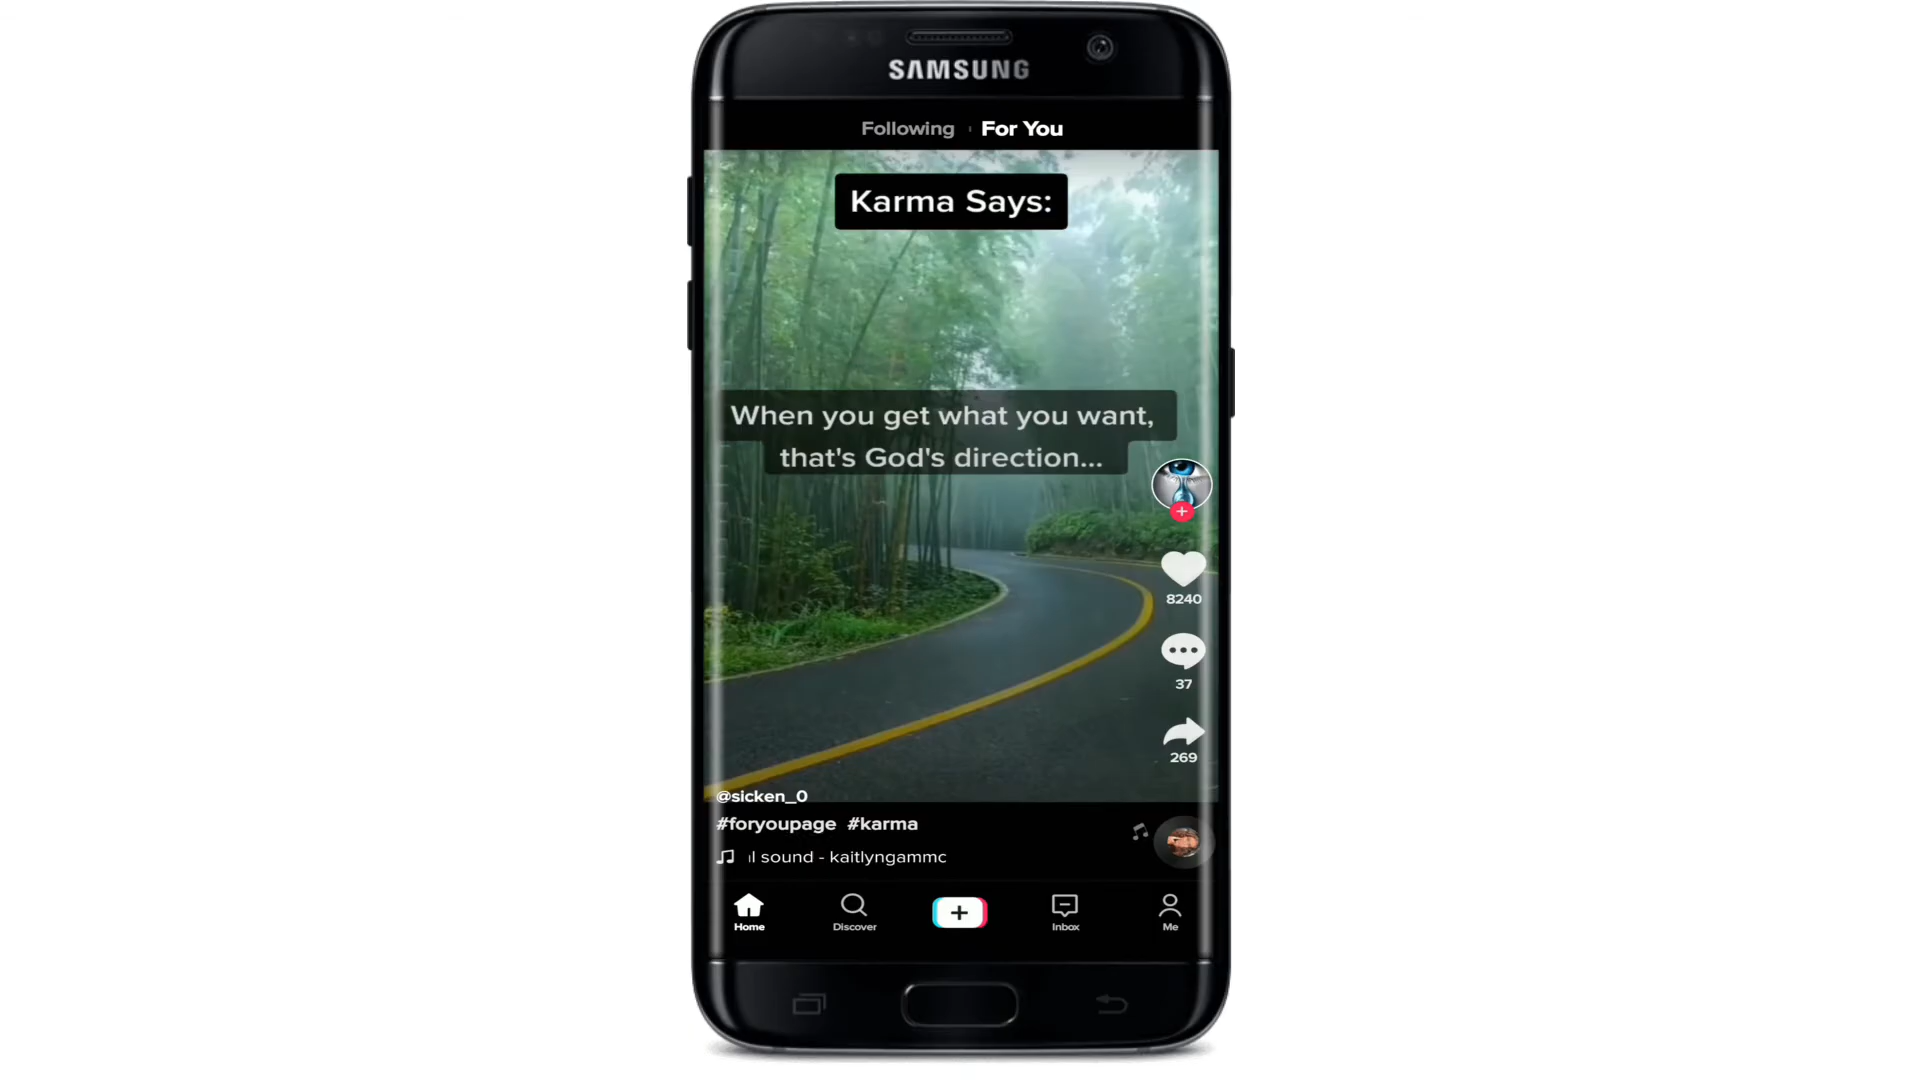 SAMSUNG
Following For You
Karma Says:
When you get what you want,
that's God's direction...
8240
37
269
@sicken_0
#foryoupage #karma
l sound - kaitlyngammc
Home Discover Inbox Me